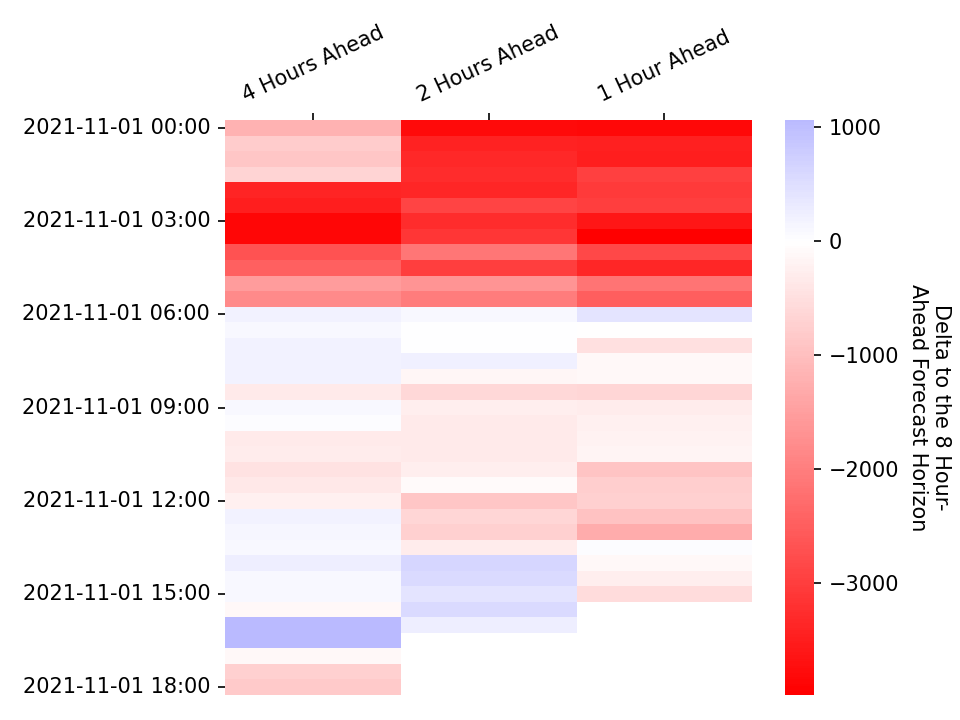 4 Hours Ahead
2 Hours Ahead
1 Hour Ahead
2021-11-01 00:00
2021-11-01 03:00
2021-11-01 06:00
2021-11-01 09:00
2021-11-01 12:00
2021-11-01 15:00
2021-11-01 18:00
1000
0
−1000
−2000
−3000
Delta to the 8 Hour-
Ahead Forecast Horizon